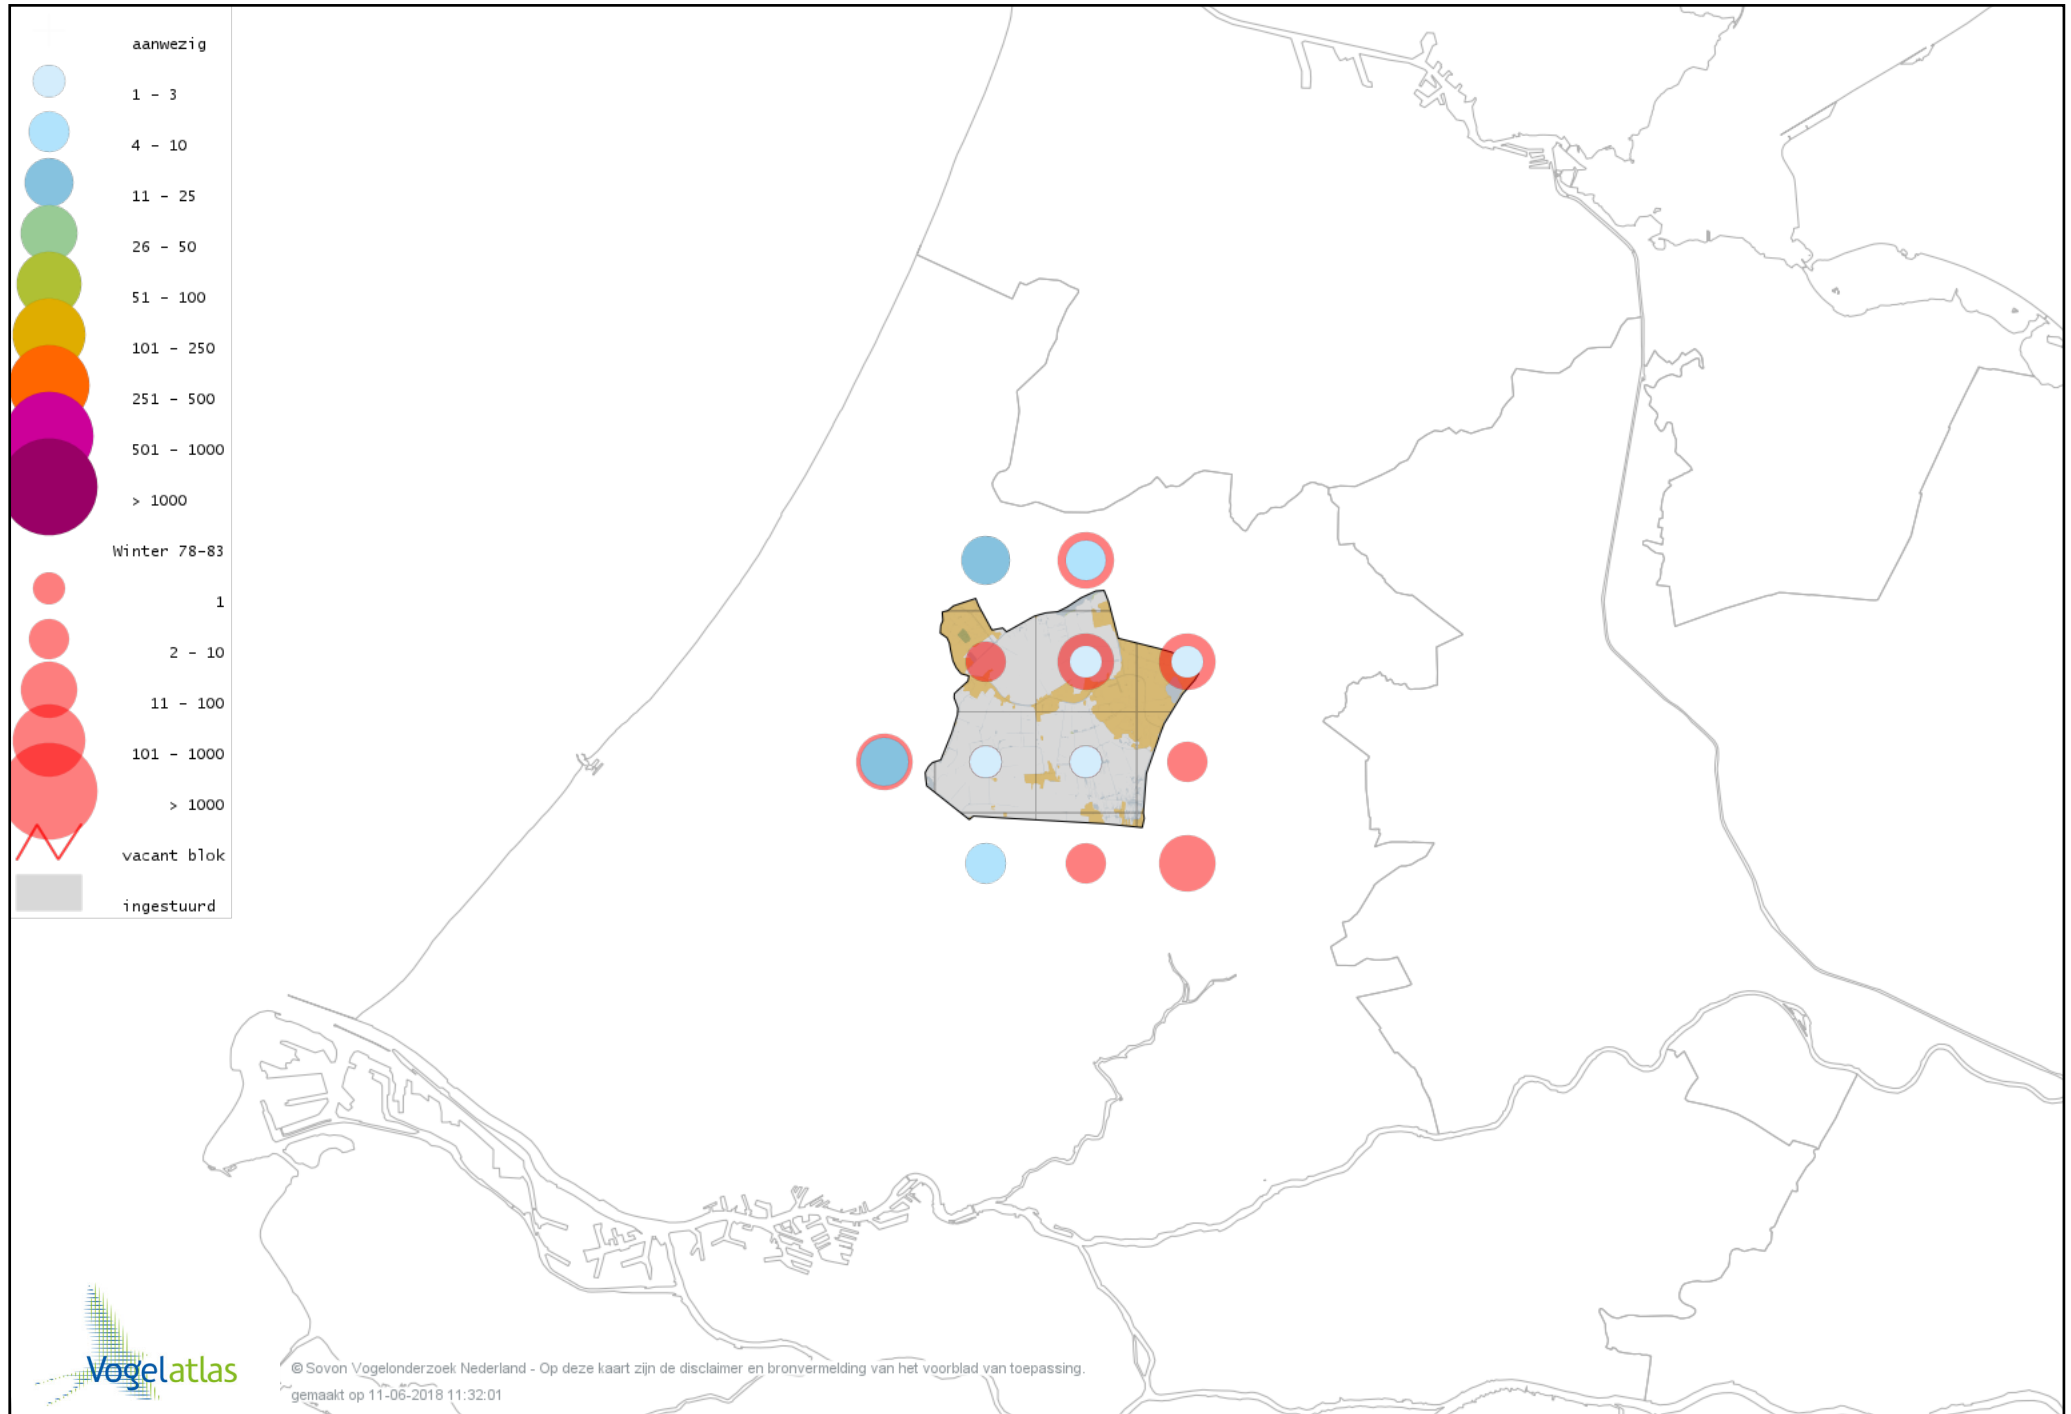 aanwezig
1 - 3
4 - 10
11 - 25
26 - 50
51 - 100
101 - 250
251 - 500
501 - 1000
> 1000
Winter 78-83
1
2 - 10
11 - 100
101 - 1000
> 1000
vacant blok
ingestuurd
Vogelatlas
© Sovon Vogelonderzoek Nederland - Op deze kaart zijn de disclaimer en bronvermelding van het voorblad van toepassing.
gemaakt op 11-06-2018 11:32:01